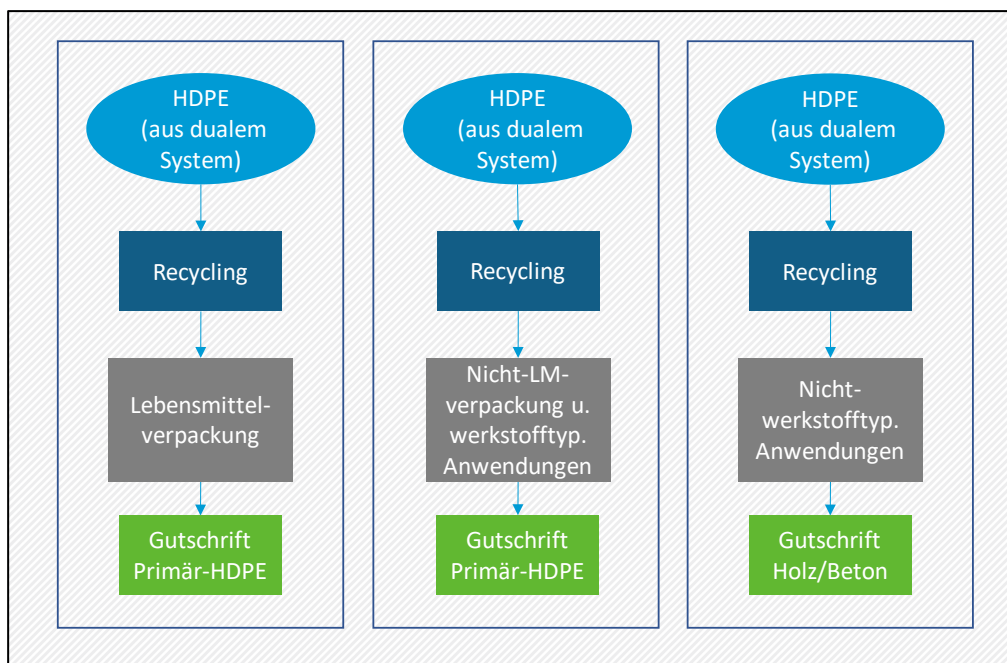 HDPE
(aus dualem
System)
Recycling
Lebensmittel-
verpackung
Gutschrift
Primär-HDPE
HDPE
(aus dualem
System)
Recycling
Nicht-LM-
verpackung u.
werkstofftyp.
Anwendungen
Gutschrift
Primär-HDPE
HDPE
(aus dualem
System)
Recycling
Nicht-
werkstofftyp.
Anwendungen
Gutschrift
Holz/Beton